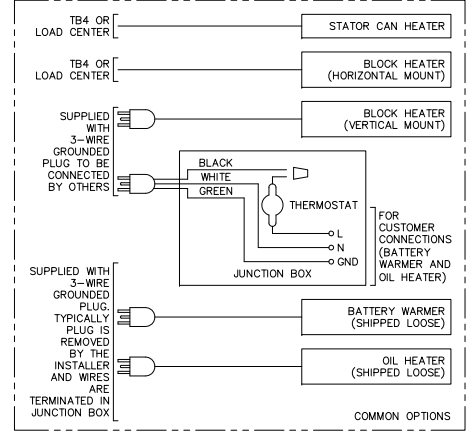 TB4 OR
LOAD CENTER
STATOR CAN HEATER
TB4 OR
LOAD CENTER
BLOCK HEATER
(HORIZONTAL MOUNT)
SUPPLIED
WITH
3-WIRE
GROUNDED
PLUG TO BE
CONNECTED
BY OTHERS
BLOCK HEATER
(VERTICAL MOUNT)
BLACK
WHITE
GREEN
THERMOSTAT
L
N
GND
JUNCTION BOX
FOR
CUSTOMER
CONNECTIONS
(BATTERY
WARMER AND
OIL HEATER)
SUPPLIED WITH
3-WIRE
GROUNDED
PLUG.
TYPICALLY
PLUG IS
REMOVED
BY THE
INSTALLER
AND WIRES
ARE
TERMINATED IN
JUNCTION BOX
BATTERY WARMER
(SHIPPED LOOSE)
OIL HEATER
(SHIPPED LOOSE)
COMMON OPTIONS